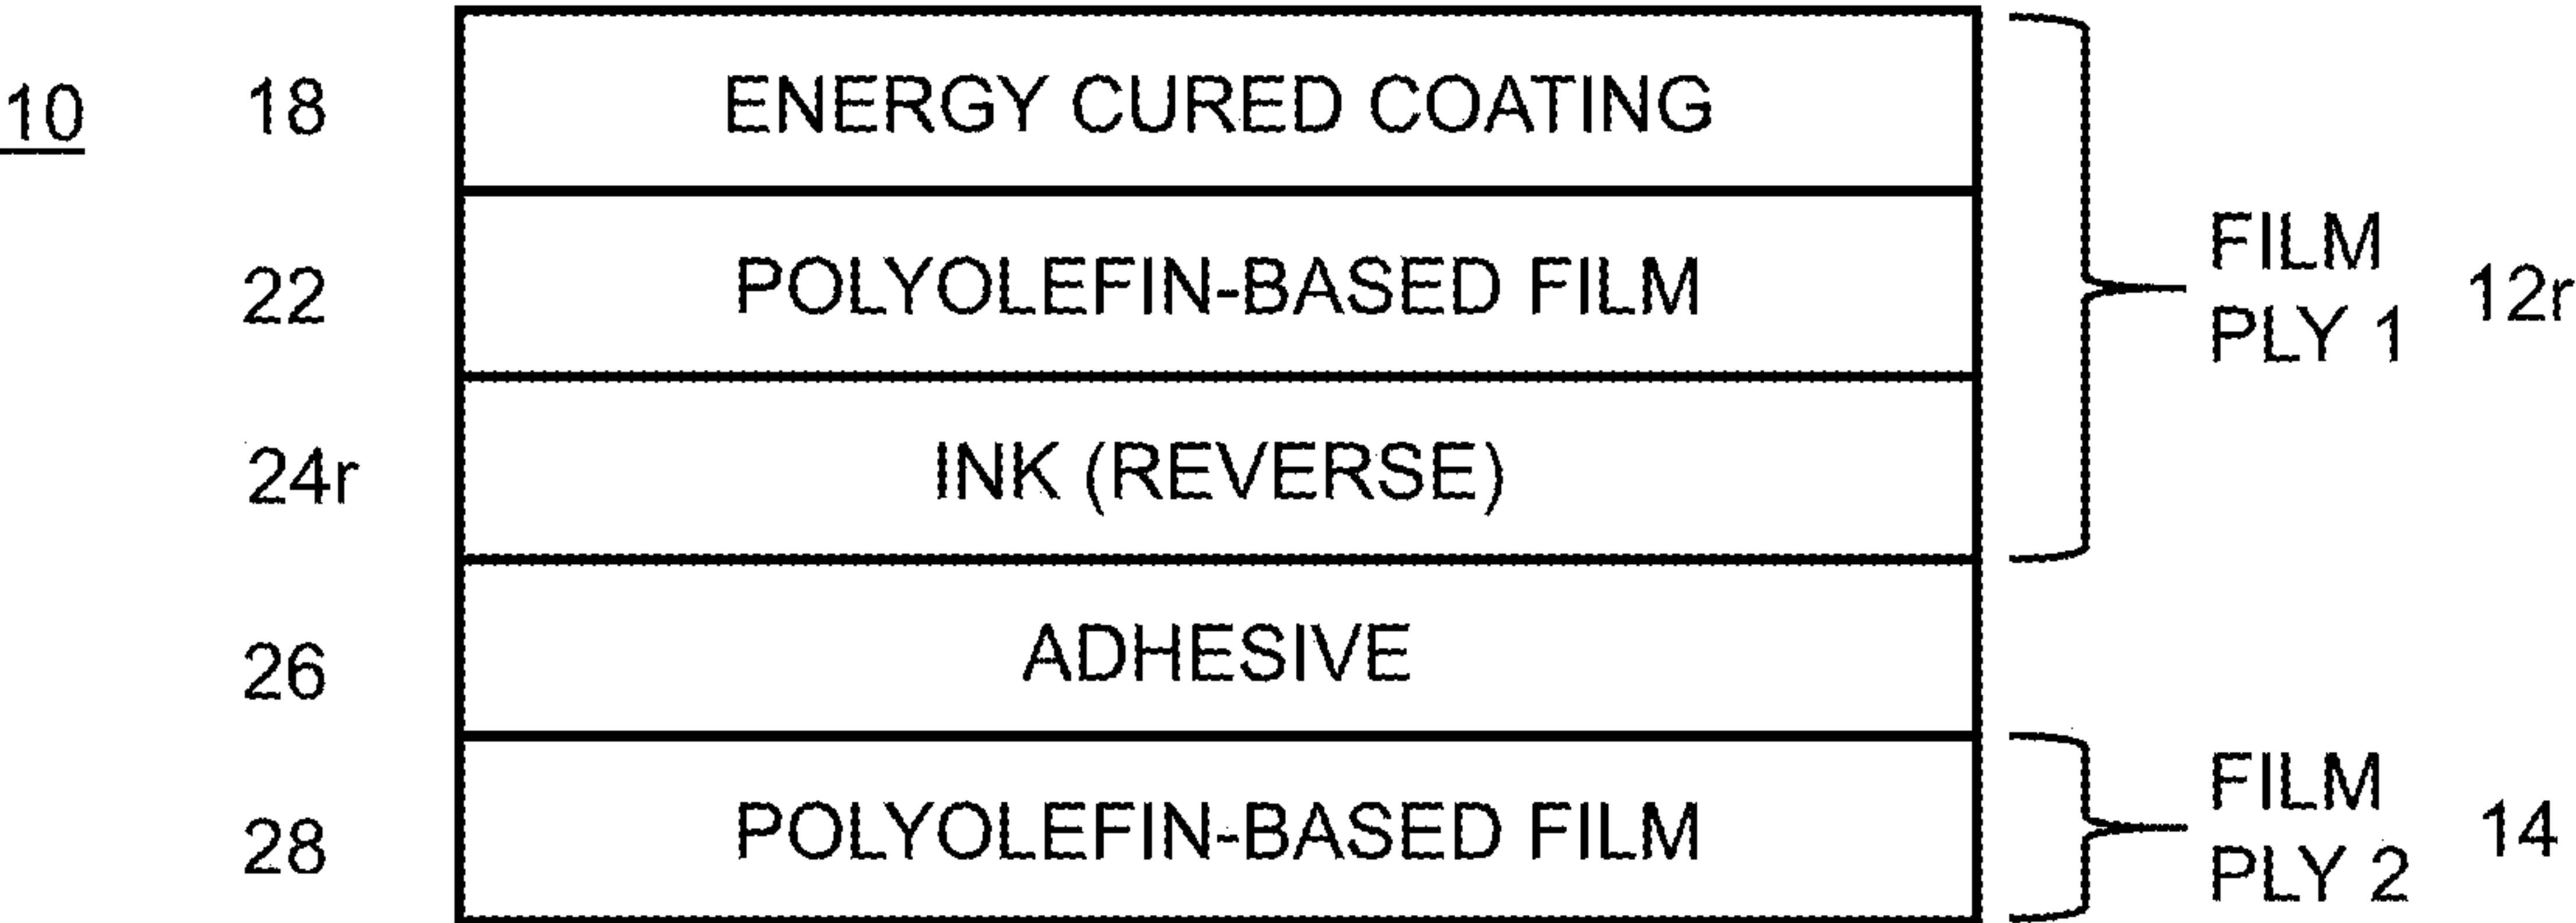 10
18 ENERGY CURED COATING
22 POLYOLEFIN-BASED FILM
FILM
PLY 1
12r
24r INK (REVERSE)
26 ADHESIVE
28 POLYOLEFIN-BASED FILM
FILM
PLY 2
14